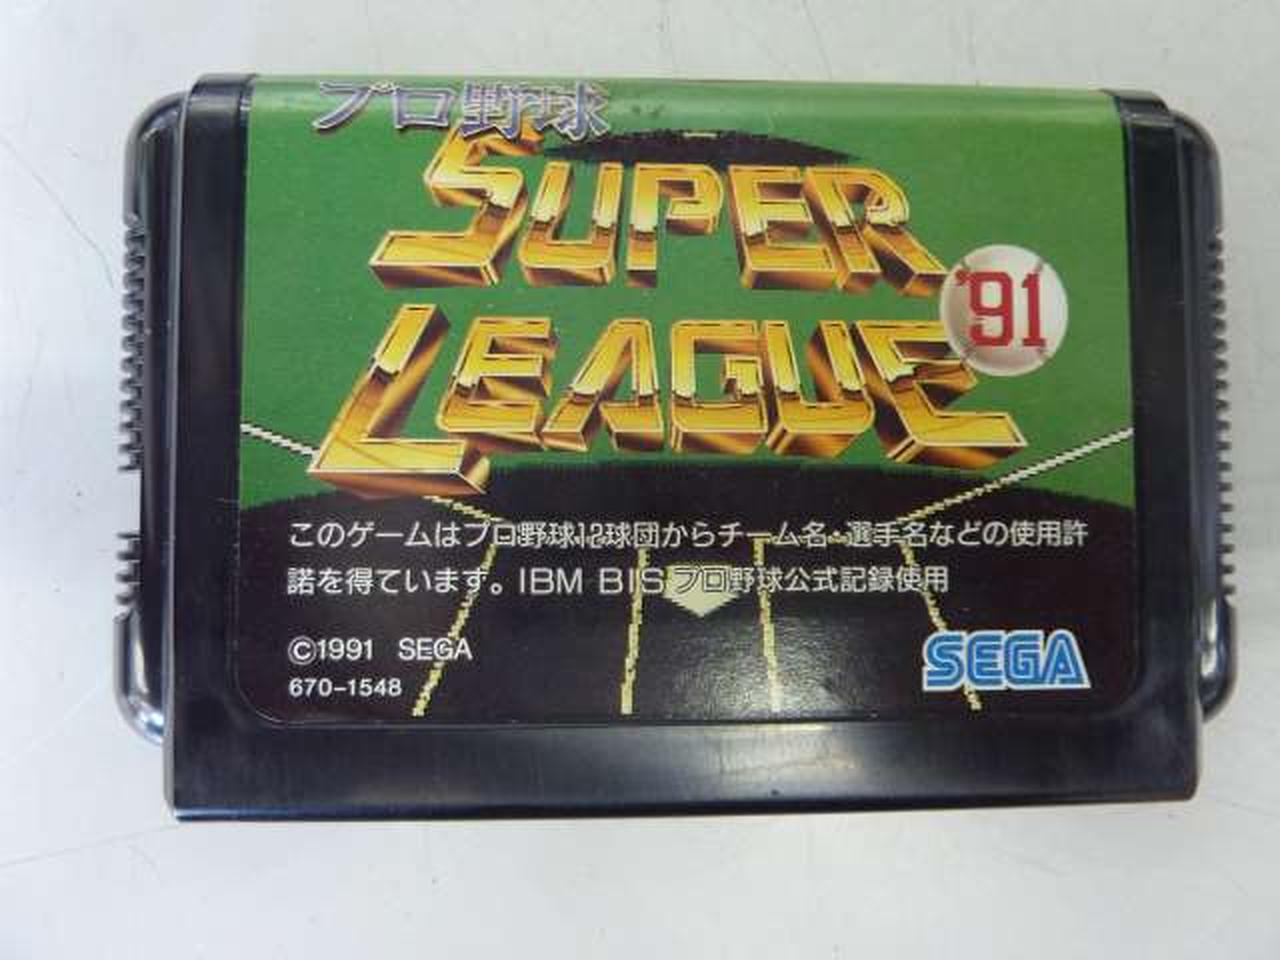 プロ野球
SUPER
LEAGUE
'91
このゲームはプロ野球12球団からチーム名・選手名などの使用許
諾を得ています。IBM BISプロ野球公式記録使用
©1991 SEGA
670-1548
SEGA